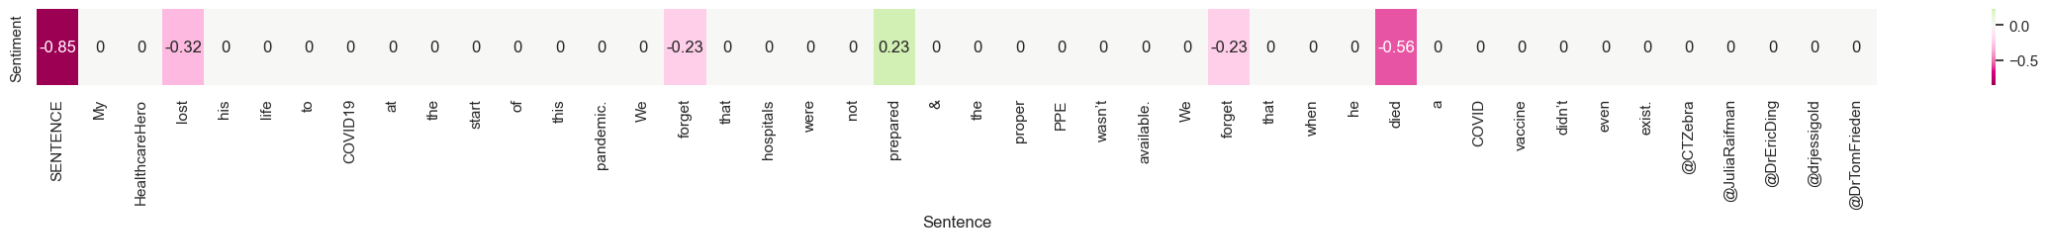 Sentiment
-0.85 0 0 -0.32 0 0 0 0 0 0 0 0 0 0 0 -0.23 0 0 0 0 0.23 0 0 0 0 0 0 0 -0.23 0 0 0 -0.56 0 0 0 0 0 0 0 0 0 0 0
0.0
-0.5
SENTENCE
My
HealthcareHero
lost
his
life
to
COVID19
at
the
start
of
this
pandemic.
We
forget
that
hospitals
were
not
prepared
&
the
proper
PPE
wasn't
available.
We
forget
that
when
he
died
a
COVID
vaccine
didn't
even
exist.
@CTZebra
@JuliaRaifman
@DrEricDing
@drjessigold
@DrTomFrieden
Sentence